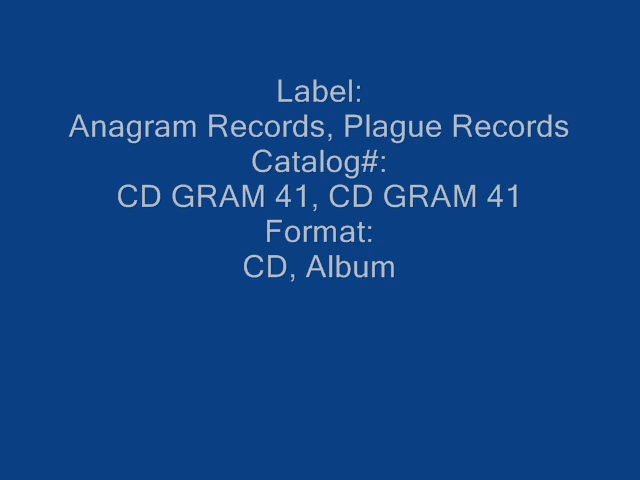 Label:
Anagram Records, Plague Records
Catalog#:
CD GRAM 41, CD GRAM 41
Format:
CD, Album